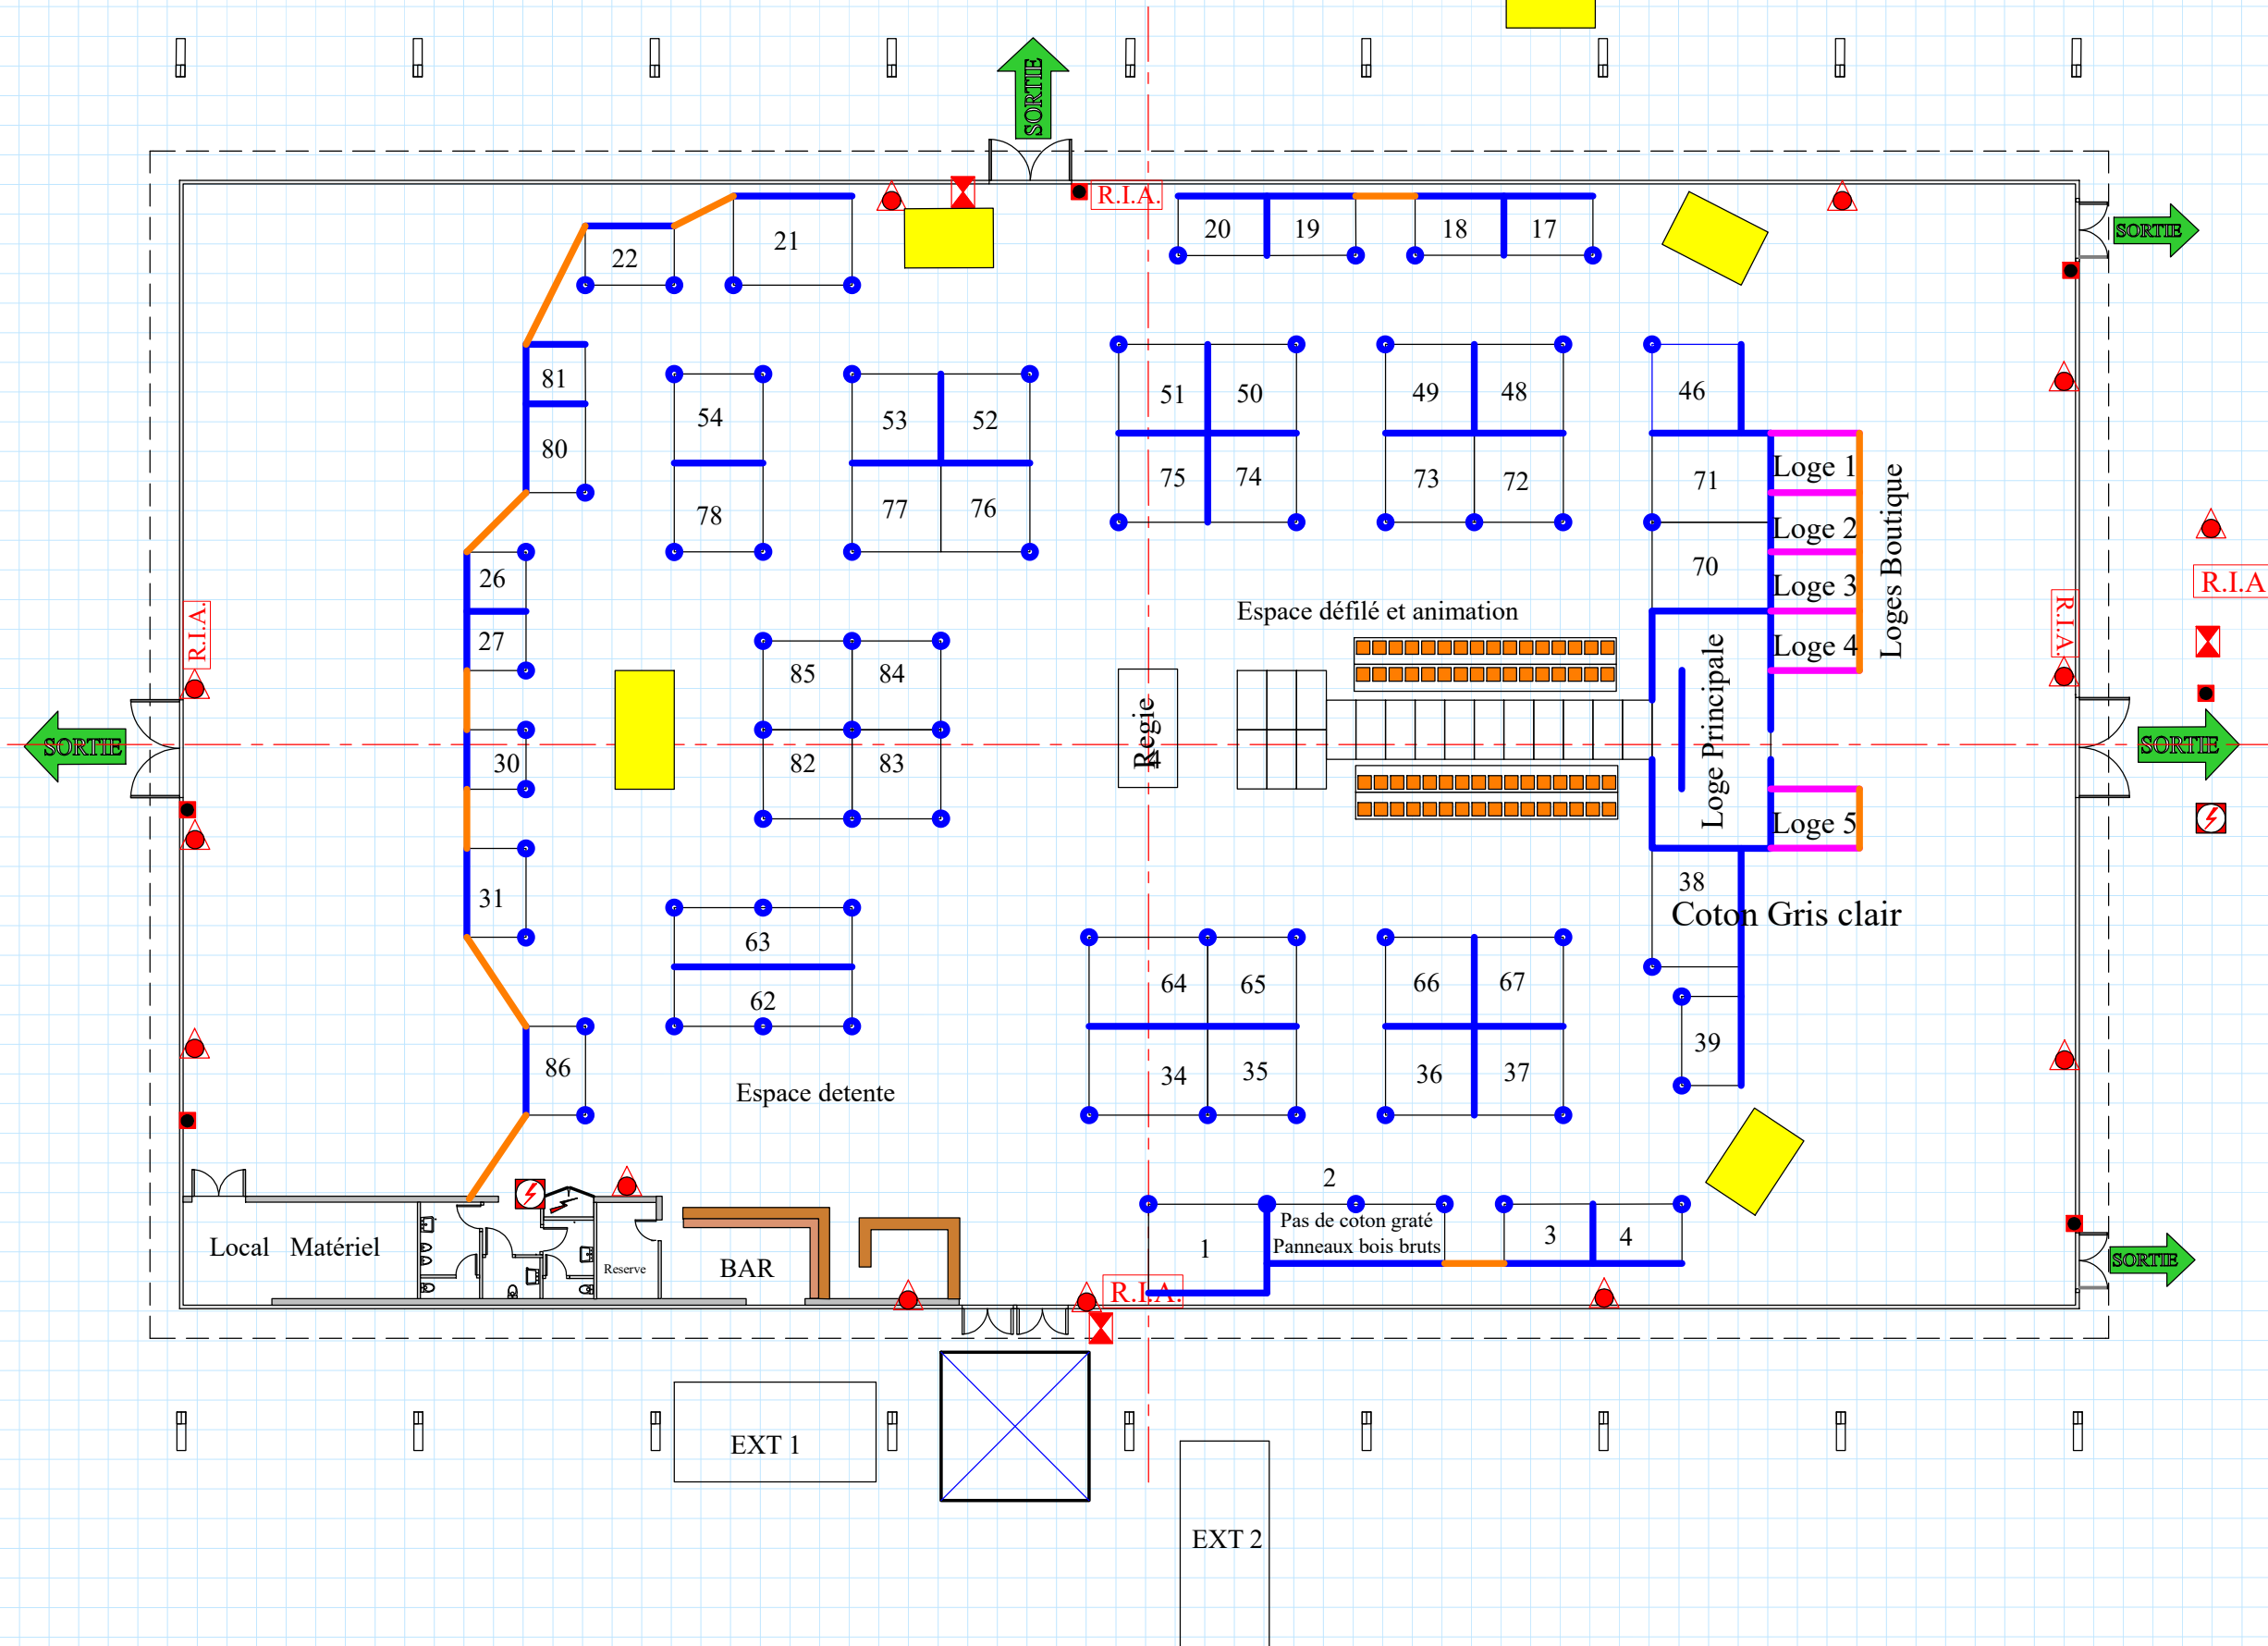 SORTIE
R.I.A.
SORTIE
20
19
18
17
21
22
81
80
54
78
53
52
77
76
51
50
75
74
49
48
73
72
46
71
70
Loge 1
Loge 2
Loge 3
Loge 4
Loges Boutique
R.I.A
26
27
R.I.A.
R.I.A.
Espace défilé et animation
85
84
82
83
30
31
Regie
4
Loge Principale
Loge 5
SORTIE
SORTIE
38
Coton Gris clair
39
63
62
64
65
34
35
66
67
36
37
86
Espace detente
2
Pas de coton graté
Panneaux bois bruts
1
3
4
SORTIE
Local Matériel
Reserve
BAR
R.I.A.
EXT 1
EXT 2